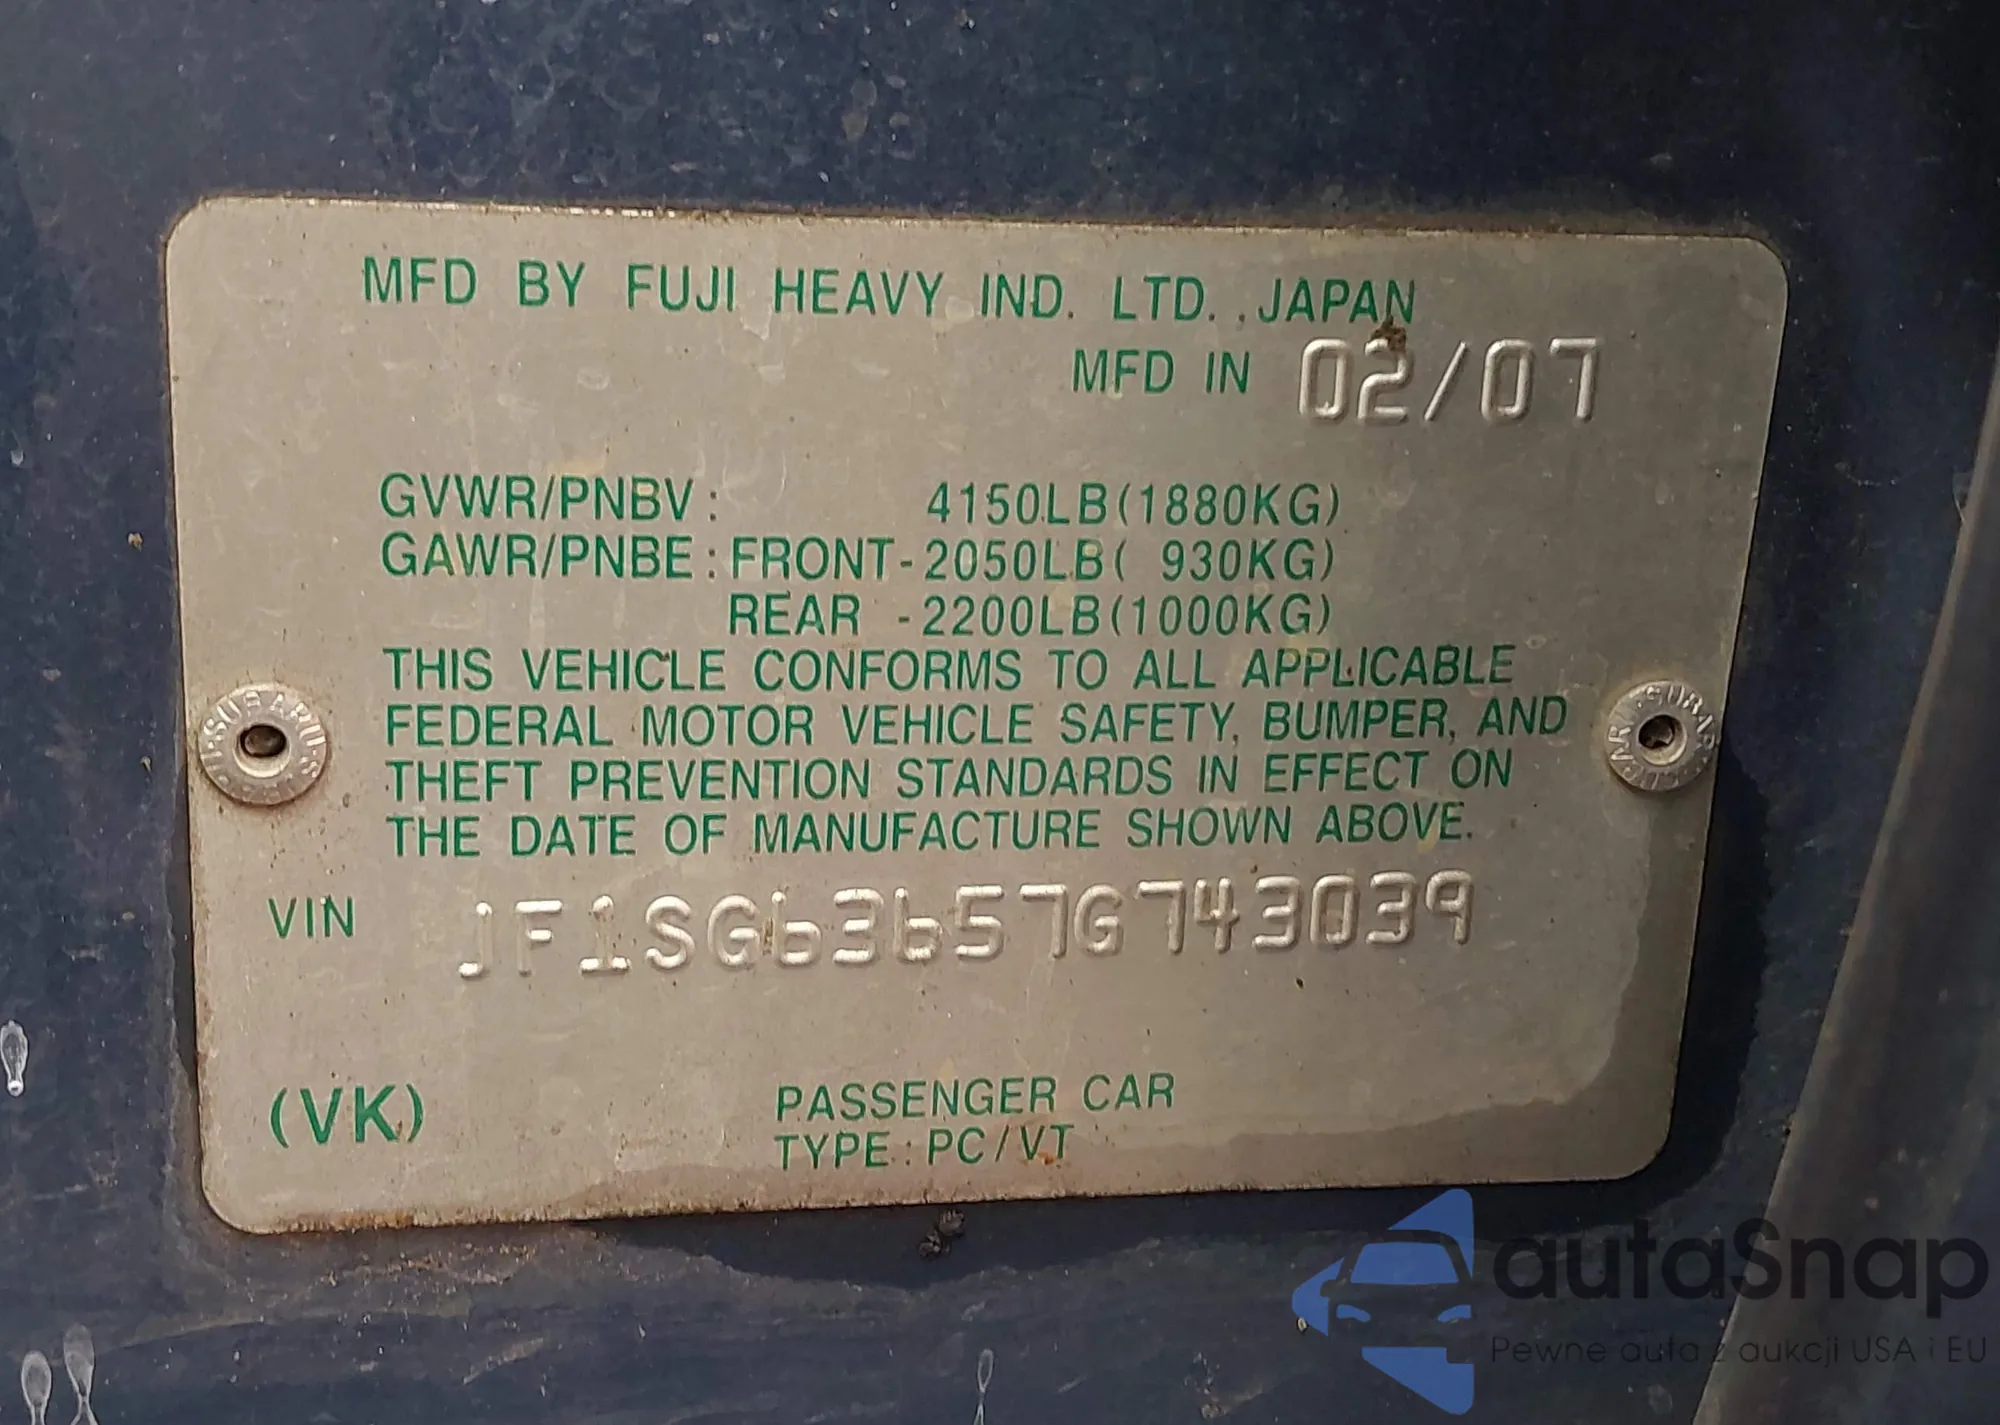 MFD BY FUJI HEAVY IND. LTD. , JAPAN
MFD IN 02/07
GVWR/PNBV : 4150LB(1880KG)
GAWR/PNBE : FRONT-2050LB( 930KG)
REAR -2200LB(1000KG)
THIS VEHICLE CONFORMS TO ALL APPLICABLE
FEDERAL MOTOR VEHICLE SAFETY, BUMPER, AND
THEFT PREVENTION STANDARDS IN EFFECT ON
THE DATE OF MANUFACTURE SHOWN ABOVE.
VIN JF1SG63657G743039
(VK)
PASSENGER CAR
TYPE : PC/VT
autaSnap
Pewne auta z aukcji USA i EU